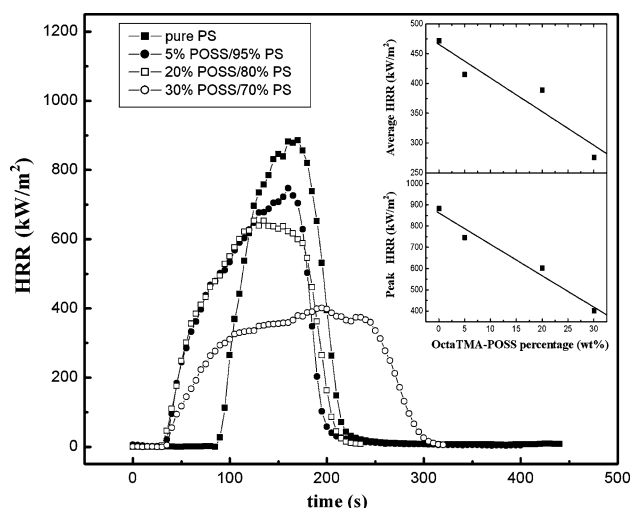 1200
1000
800
600
400
200
0
HRR (kW/m²)
pure PS
5% POSS/95% PS
20% POSS/80% PS
30% POSS/70% PS
0 100 200 300 400 500
time (s)
500
450
400
350
300
250
Average HRR (kW/m²)
1000
900
800
700
600
500
400
Peak HRR (kW/m²)
0 5 10 15 20 25 30
OctaTMA-POSS percentage (wt%)